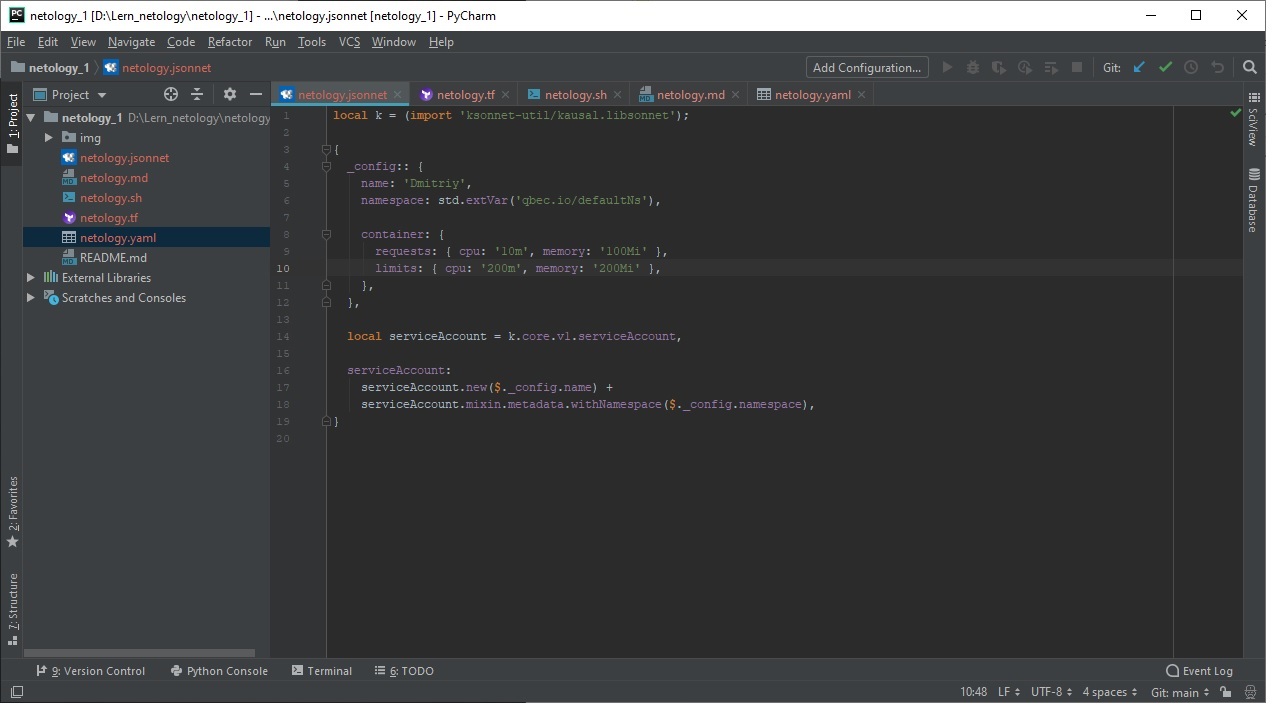 netology_1 [D:\Lern_netology\netology_1] - ...\netology.jsonnet [netology_1] - PyCharm
File Edit View Navigate Code Refactor Run Tools VCS Window Help
netology_1 netology.jsonnet Add Configuration... Git:
Project netology.jsonnet netology.tf netology.sh netology.md netology.yaml
1: Project
2: Favorites
7: Structure
netology_1 D:\Lern_netology\netology
img
netology.jsonnet
netology.md
netology.sh
netology.tf
netology.yaml
README.md
External Libraries
Scratches and Consoles
1 local k = (import 'ksonnet-util/kausal.libsonnet');
2
3 {
4 _config:: {
5 name: 'Dmitriy',
6 namespace: std.extVar('qbec.io/defaultNs'),
7
8 container: {
9 requests: { cpu: '10m', memory: '100Mi' },
10 limits: { cpu: '200m', memory: '200Mi' },
11 },
12 },
13
14 local serviceAccount = k.core.v1.serviceAccount,
15
16 serviceAccount:
17 serviceAccount.new($._config.name) +
18 serviceAccount.mixin.metadata.withNamespace($._config.namespace),
19 }
20
SciView
Database
9: Version Control Python Console Terminal 6: TODO Event Log
10:48 LF UTF-8 4 spaces Git: main